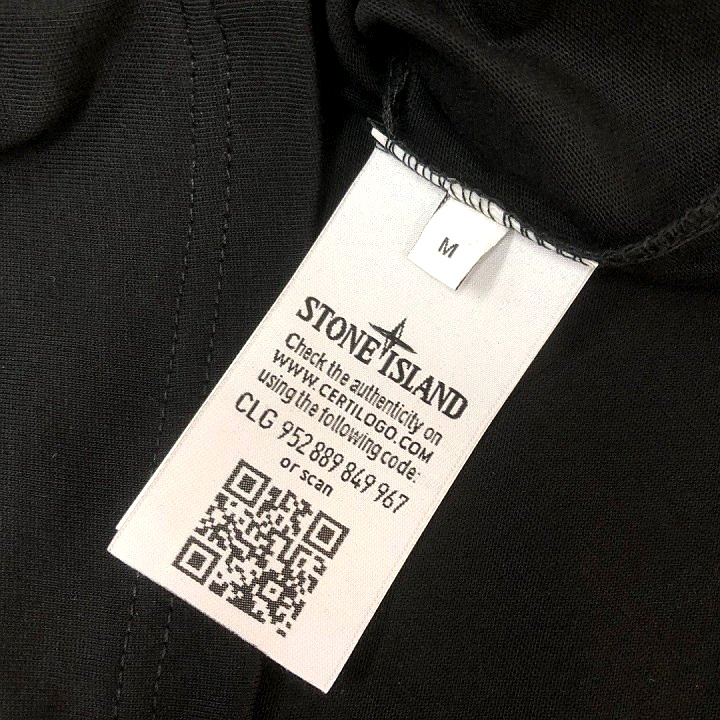 M
STONE ISLAND
Check the authenticity on
WWW.CERTILOGO.COM
using the following code:
CLG 952 889 849 967
or scan